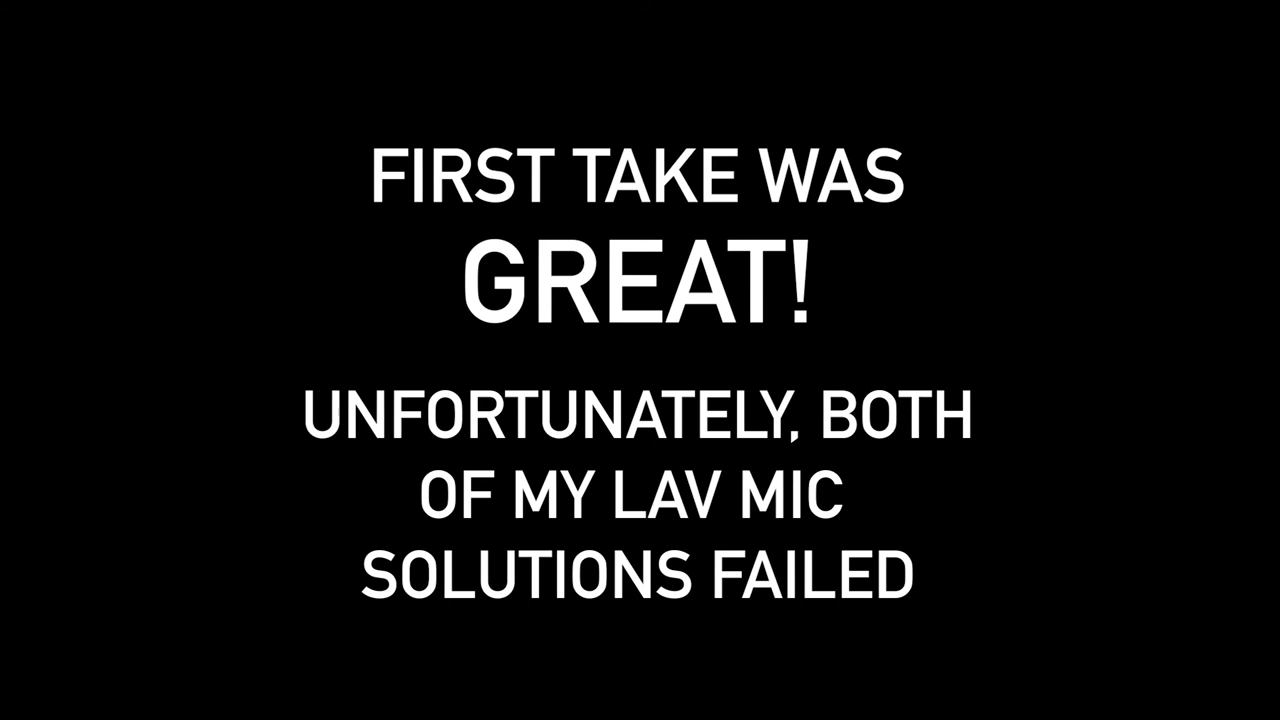 FIRST TAKE WAS
GREAT!
UNFORTUNATELY, BOTH
OF MY LAV MIC
SOLUTIONS FAILED